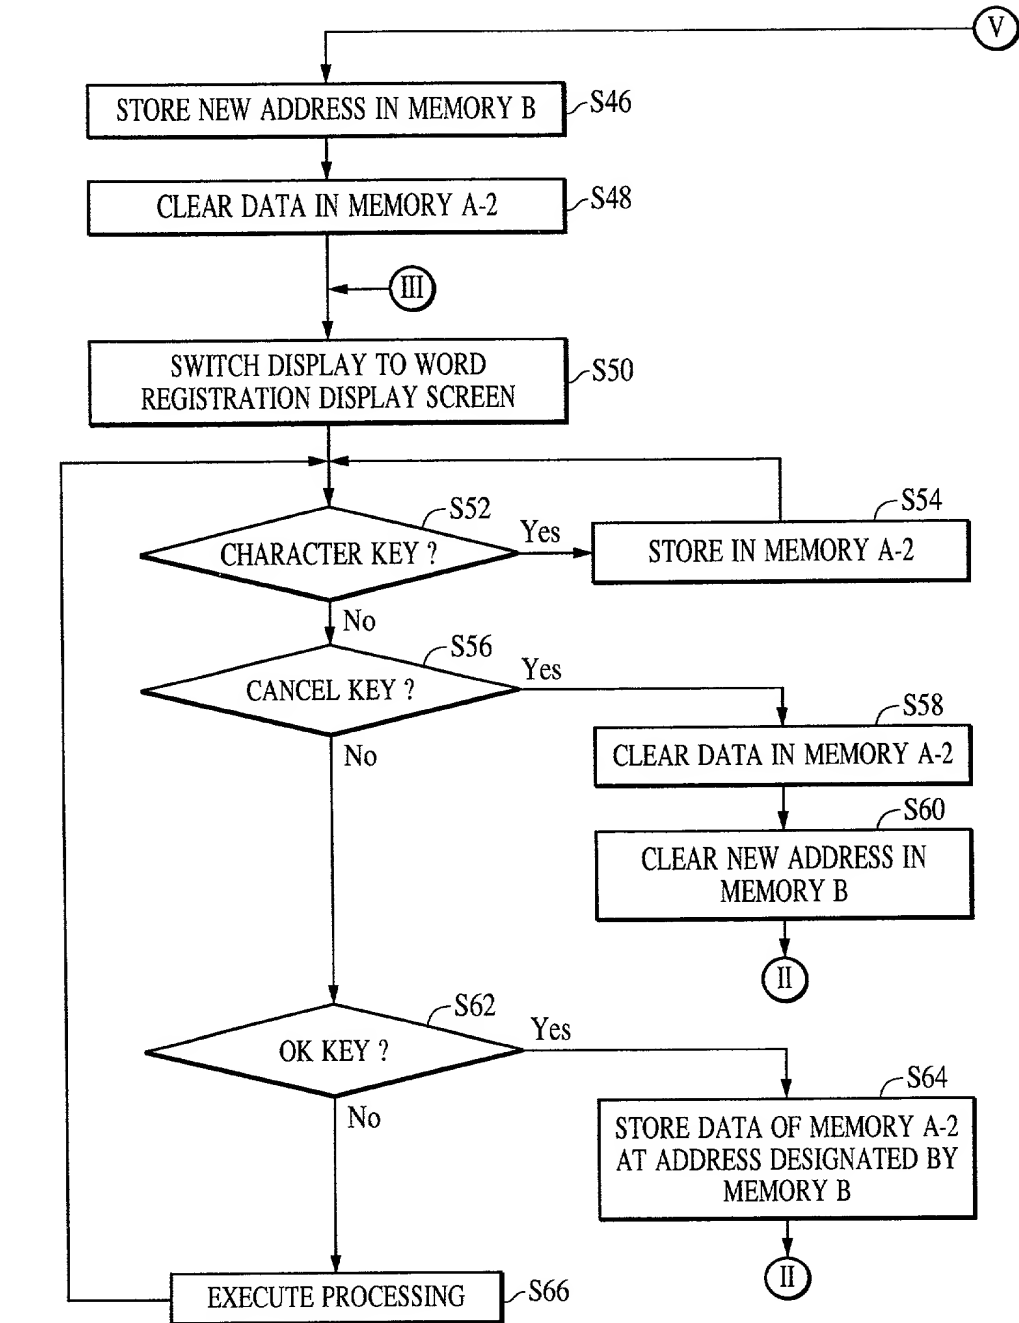 V
STORE NEW ADDRESS IN MEMORY B
S46
CLEAR DATA IN MEMORY A-2
S48
III
SWITCH DISPLAY TO WORD
REGISTRATION DISPLAY SCREEN
S50
S52
CHARACTER KEY ?
Yes
S54
STORE IN MEMORY A-2
No
S56
CANCEL KEY ?
Yes
S58
CLEAR DATA IN MEMORY A-2
No
S60
CLEAR NEW ADDRESS IN
MEMORY B
II
S62
OK KEY ?
Yes
S64
STORE DATA OF MEMORY A-2
AT ADDRESS DESIGNATED BY
MEMORY B
No
II
EXECUTE PROCESSING
S66